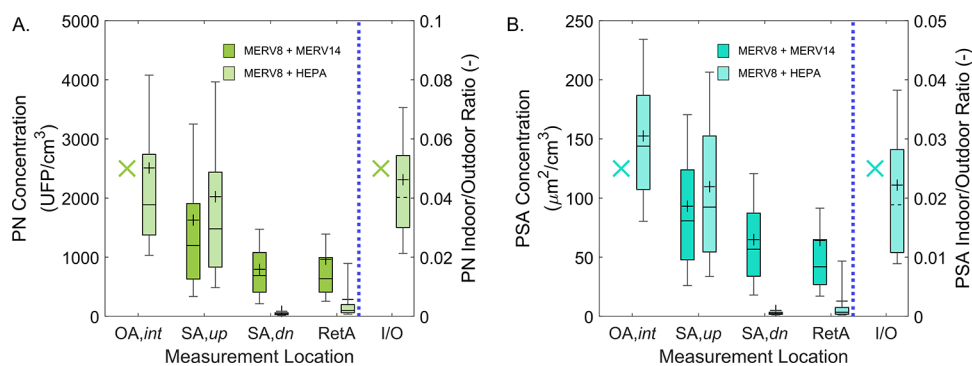 A.
PN Concentration
(UFP/cm³)
5000
4000
3000
2000
1000
0
MERV8 + MERV14
MERV8 + HEPA
0.1
0.08
0.06
0.04
0.02
0
PN Indoor/Outdoor Ratio (-)
OA,int SA,up SA,dn RetA I/O
Measurement Location
B.
PSA Concentration
(μm²/cm³)
250
200
150
100
50
0
MERV8 + MERV14
MERV8 + HEPA
0.05
0.04
0.03
0.02
0.01
0
PSA Indoor/Outdoor Ratio (-)
OA,int SA,up SA,dn RetA I/O
Measurement Location